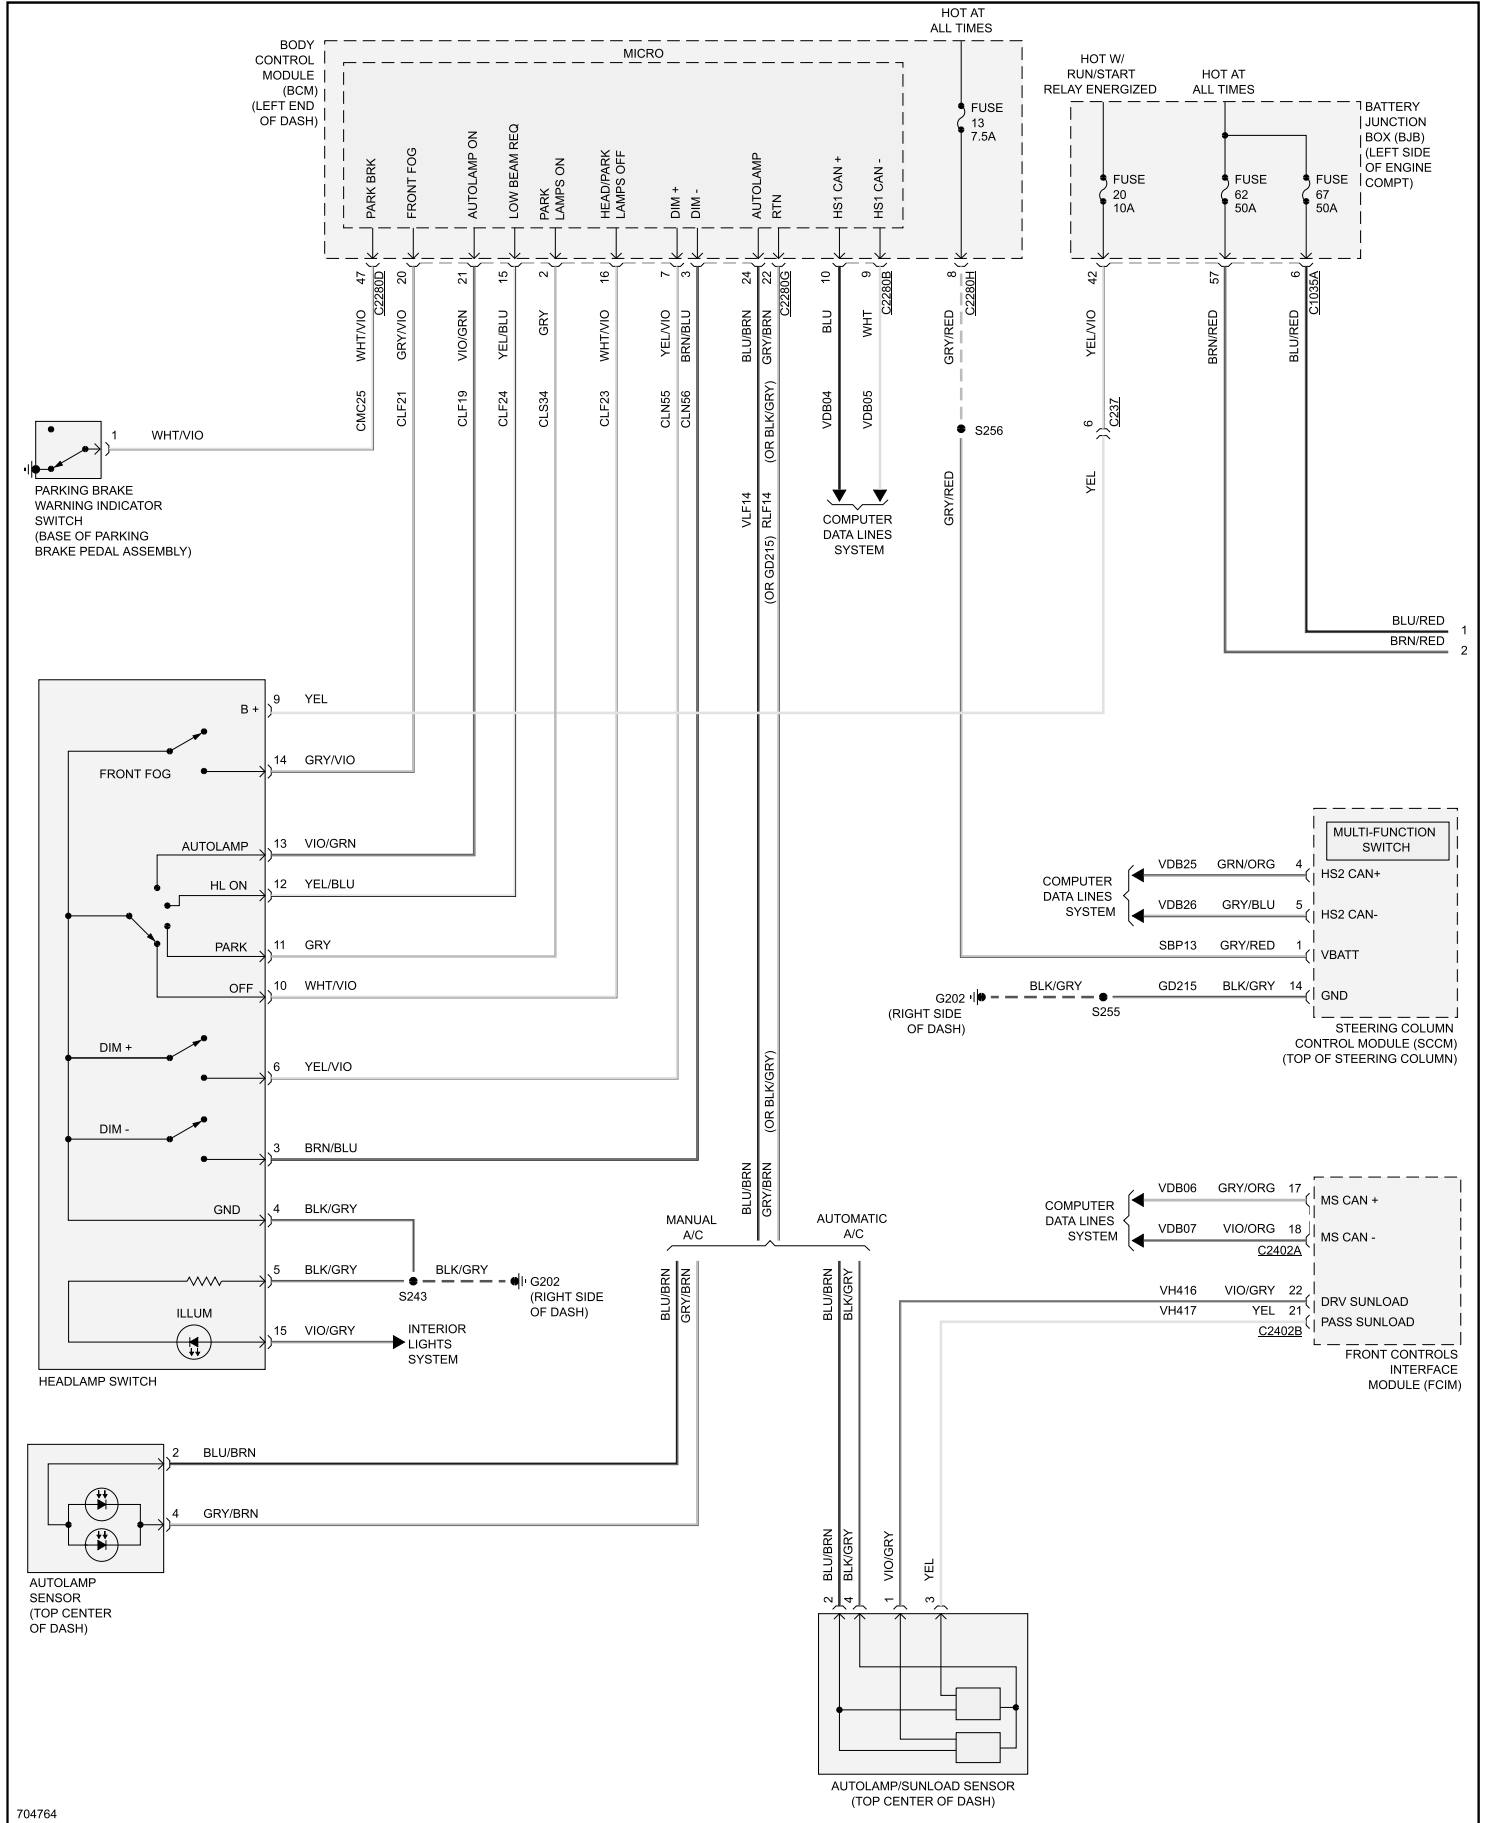 HOT AT
ALL TIMES
BODY
CONTROL
MODULE
(BCM)
(LEFT END
OF DASH)
MICRO
PARK BRK
FRONT FOG
AUTOLAMP ON
LOW BEAM REQ
PARK
LAMPS ON
HEAD/PARK
LAMPS OFF
DIM +
DIM -
AUTOLAMP
RTN
HS1 CAN +
HS1 CAN -
FUSE
13
7.5A
HOT W/
RUN/START
RELAY ENERGIZED
HOT AT
ALL TIMES
FUSE
20
10A
FUSE
62
50A
FUSE
67
50A
BATTERY
JUNCTION
BOX (BJB)
(LEFT SIDE
OF ENGINE
COMPT)
47
C2280D
20
21
15
2
16
7
3
24
22
C2280G
10
9
C2280B
8
C2280H
42
57
6
C1035A
WHT/VIO
GRY/VIO
VIO/GRN
YEL/BLU
GRY
WHT/VIO
YEL/VIO
BRN/BLU
BLU/BRN
GRY/BRN
BLU
WHT
GRY/RED
YEL/VIO
BRN/RED
BLU/RED
CMC25
CLF21
CLF19
CLF24
CLS34
CLF23
CLN55
CLN56
(OR BLK/GRY)
VDB04
VDB05
S256
6
C237
VLF14
RLF14
(OR GD215)
GRY/RED
YEL
COMPUTER
DATA LINES
SYSTEM
1
WHT/VIO
PARKING BRAKE
WARNING INDICATOR
SWITCH
(BASE OF PARKING
BRAKE PEDAL ASSEMBLY)
BLU/RED
1
BRN/RED
2
B +
9
YEL
FRONT FOG
14
GRY/VIO
AUTOLAMP
13
VIO/GRN
HL ON
12
YEL/BLU
PARK
11
GRY
OFF
10
WHT/VIO
DIM +
6
YEL/VIO
DIM -
3
BRN/BLU
GND
4
BLK/GRY
5
BLK/GRY
S243
BLK/GRY
G202
(RIGHT SIDE
OF DASH)
ILLUM
15
VIO/GRY
INTERIOR
LIGHTS
SYSTEM
HEADLAMP SWITCH
MULTI-FUNCTION
SWITCH
COMPUTER
DATA LINES
SYSTEM
VDB25
GRN/ORG
4
HS2 CAN+
VDB26
GRY/BLU
5
HS2 CAN-
SBP13
GRY/RED
1
VBATT
G202
(RIGHT SIDE
OF DASH)
BLK/GRY
S255
GD215
BLK/GRY
14
GND
STEERING COLUMN
CONTROL MODULE (SCCM)
(TOP OF STEERING COLUMN)
(OR BLK/GRY)
BLU/BRN
GRY/BRN
MANUAL
A/C
AUTOMATIC
A/C
BLU/BRN
GRY/BRN
BLU/BRN
BLK/GRY
COMPUTER
DATA LINES
SYSTEM
VDB06
GRY/ORG
17
MS CAN +
VDB07
VIO/ORG
18
MS CAN -
C2402A
VH416
VIO/GRY
22
DRV SUNLOAD
VH417
YEL
21
PASS SUNLOAD
C2402B
FRONT CONTROLS
INTERFACE
MODULE (FCIM)
2
BLU/BRN
4
GRY/BRN
AUTOLAMP
SENSOR
(TOP CENTER
OF DASH)
BLU/BRN
BLK/GRY
VIO/GRY
YEL
2
4
1
3
AUTOLAMP/SUNLOAD SENSOR
(TOP CENTER OF DASH)
704764